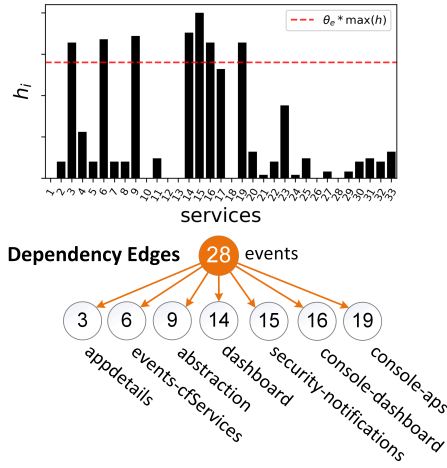 θₑ * max(h)
hᵢ
1 2 3 4 5 6 7 8 9 10 11 12 13 14 15 16 17 18 19 20 21 22 23 24 25 26 27 28 29 30 31 32 33
services
Dependency Edges
28
events
3 6 9 14 15 16 19
appdetails
events-cfServices
abstraction
dashboard
security-notifications
console-dashboard
console-aps